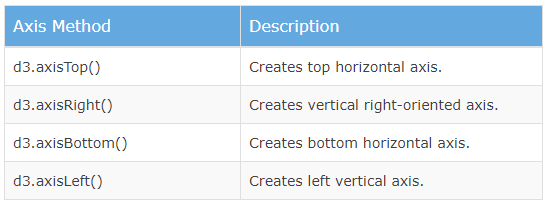 Axis Method Description
d3.axisTop() Creates top horizontal axis.
d3.axisRight() Creates vertical right-oriented axis.
d3.axisBottom() Creates bottom horizontal axis.
d3.axisLeft() Creates left vertical axis.